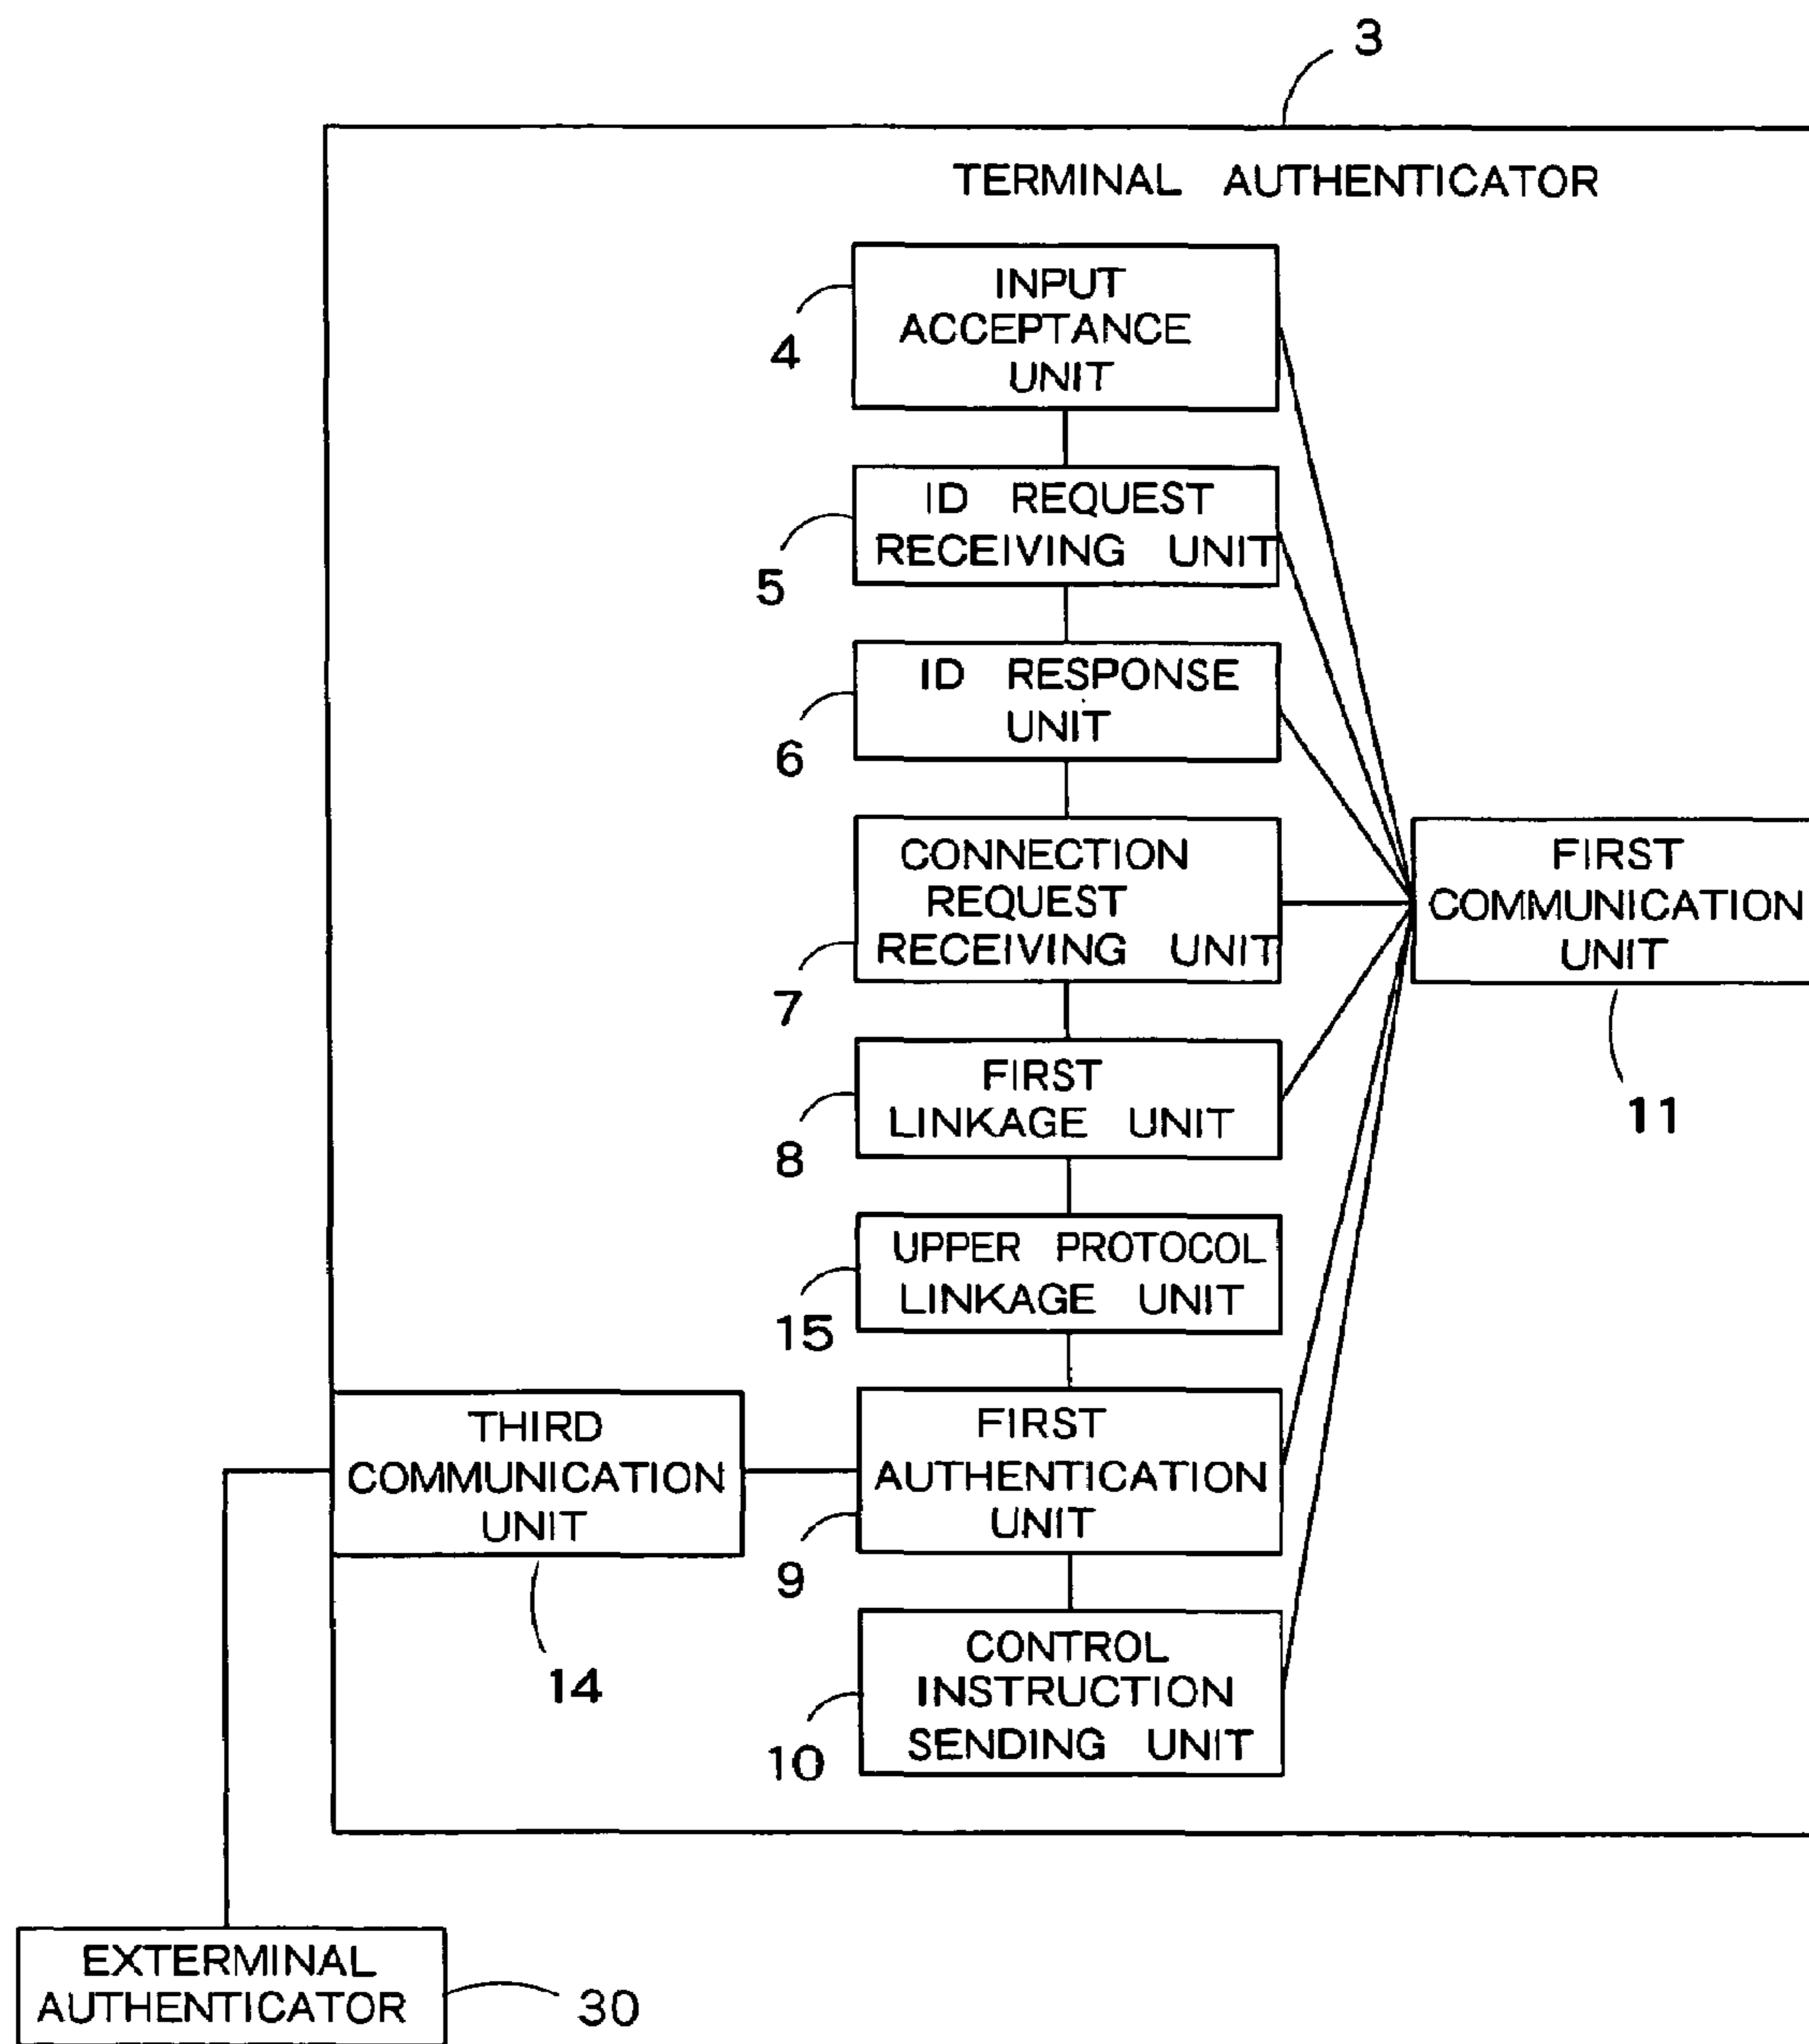 3
TERMINAL AUTHENTICATOR
INPUT
ACCEPTANCE
UNIT
4
ID REQUEST
RECEIVING UNIT
5
ID RESPONSE
UNIT
6
CONNECTION
REQUEST
RECEIVING UNIT
7
FIRST
COMMUNICATION
UNIT
11
FIRST
LINKAGE UNIT
8
UPPER PROTOCOL
LINKAGE UNIT
15
THIRD
COMMUNICATION
UNIT
14
FIRST
AUTHENTICATION
UNIT
9
CONTROL
INSTRUCTION
SENDING UNIT
10
EXTERMINAL
AUTHENTICATOR
30